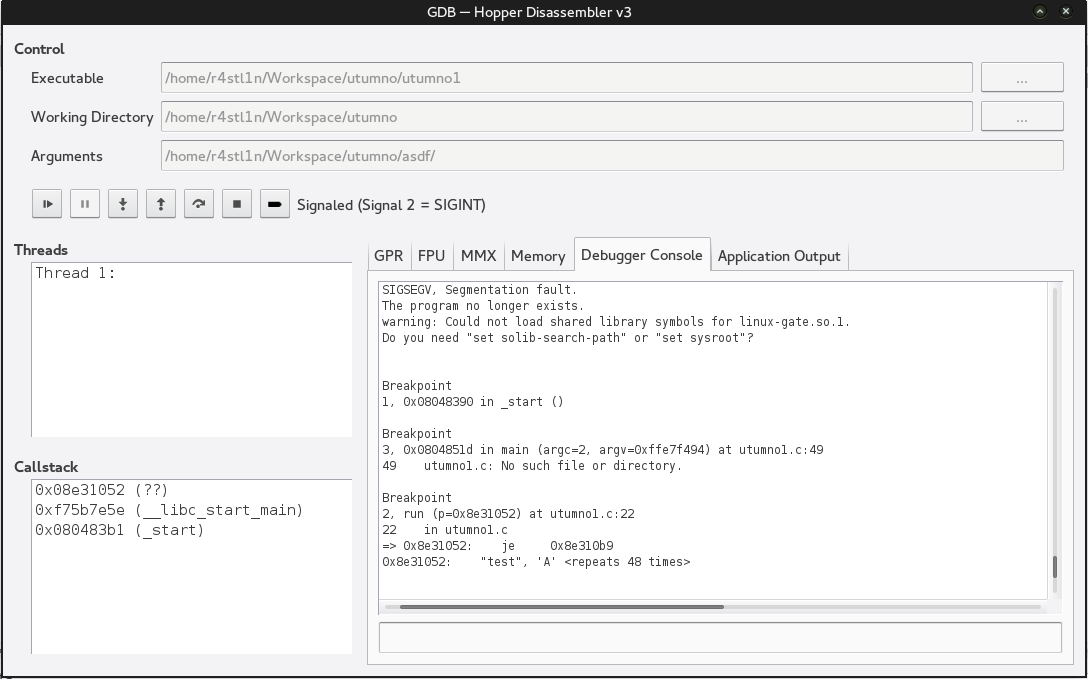 GDB — Hopper Disassembler v3
Control
Executable /home/r4stl1n/Workspace/utumno/utumno1 ...
Working Directory /home/r4stl1n/Workspace/utumno ...
Arguments /home/r4stl1n/Workspace/utumno/asdf/
Signaled (Signal 2 = SIGINT)
Threads
Thread 1:
Callstack
0x08e31052 (??)
0xf75b7e5e (__libc_start_main)
0x080483b1 (_start)
GPR FPU MMX Memory Debugger Console Application Output
SIGSEGV, Segmentation fault.
The program no longer exists.
warning: Could not load shared library symbols for linux-gate.so.1.
Do you need "set solib-search-path" or "set sysroot"?
Breakpoint
1, 0x08048390 in _start ()
Breakpoint
3, 0x0804851d in main (argc=2, argv=0xffe7f494) at utumno1.c:49
49 utumno1.c: No such file or directory.
Breakpoint
2, run (p=0x8e31052) at utumno1.c:22
22 in utumno1.c
=> 0x8e31052: je 0x8e310b9
0x8e31052: "test", 'A' <repeats 48 times>